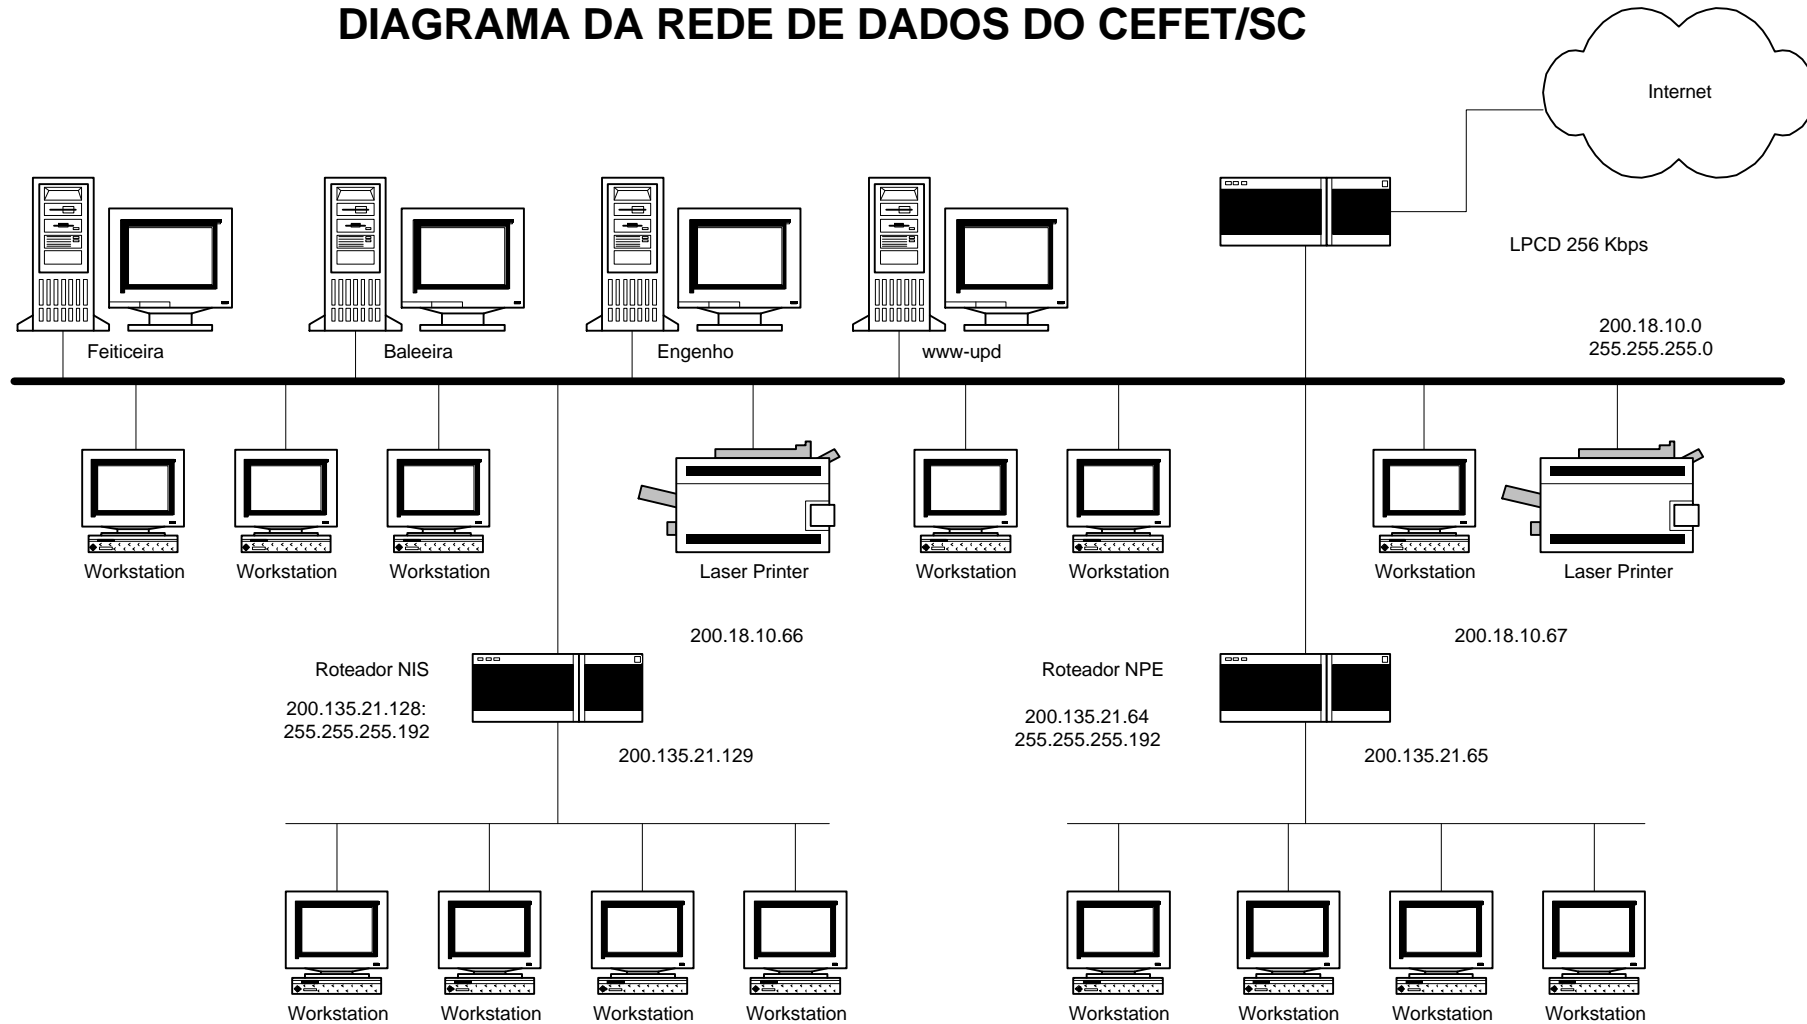 DIAGRAMA DA REDE DE DADOS DO CEFET/SC
Internet
LPCD 256 Kbps
200.18.10.0
255.255.255.0
Feiticeira
Baleeira
Engenho
www-upd
Workstation
Workstation
Workstation
Laser Printer
Workstation
Workstation
Workstation
Laser Printer
200.18.10.66
200.18.10.67
Roteador NIS
Roteador NPE
200.135.21.128:
255.255.255.192
200.135.21.64
255.255.255.192
200.135.21.129
200.135.21.65
Workstation
Workstation
Workstation
Workstation
Workstation
Workstation
Workstation
Workstation